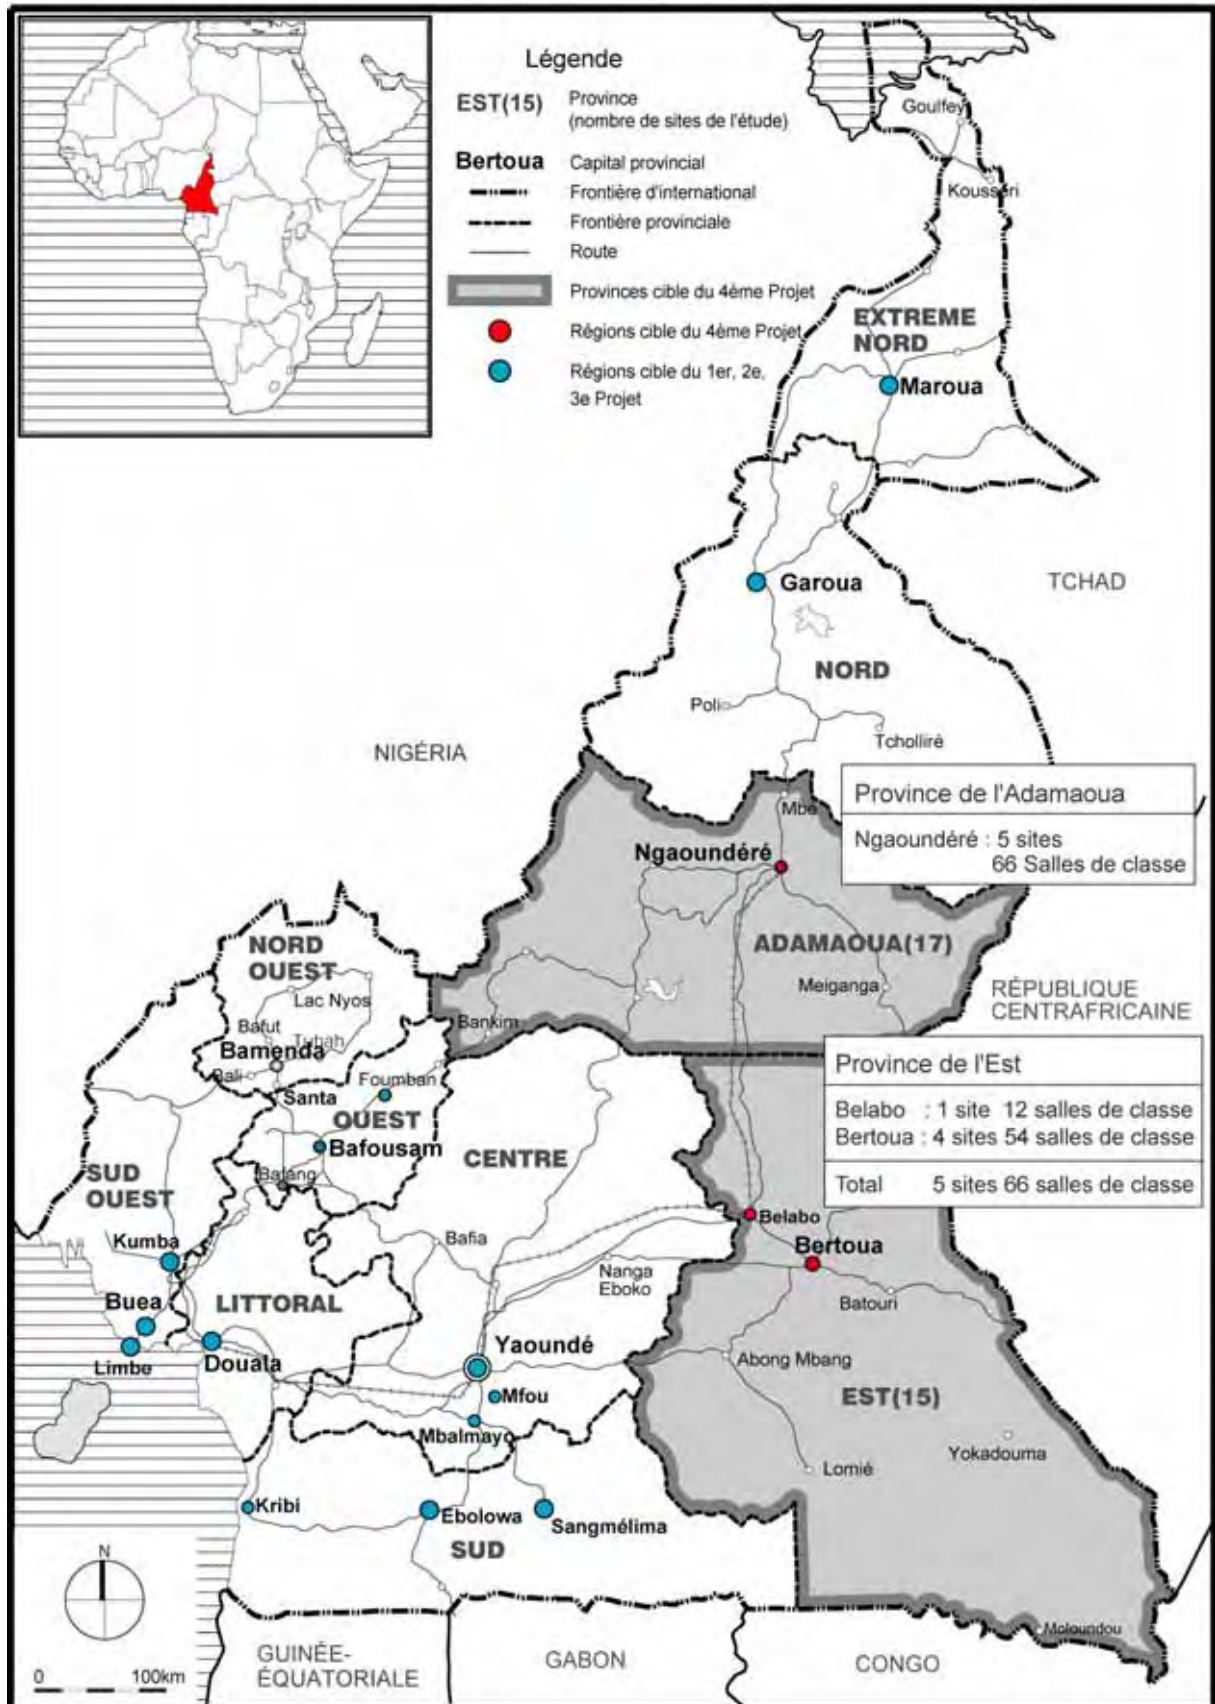 Légende
EST(15)
Province
(nombre de sites de l'étude)
Bertoua
Capital provincial
Frontière d'international
Frontière provinciale
Route
Provinces cible du 4ème Projet
Régions cible du 4ème Projet
Régions cible du 1er, 2e,
3e Projet
Goulfey
Kousséri
EXTREME
NORD
Maroua
Garoua
TCHAD
NORD
Poli
Tcholliré
NIGÉRIA
Province de l'Adamaoua
Ngaoundéré : 5 sites
66 Salles de classe
Mbé
Ngaoundéré
ADAMAOUA(17)
Meiganga
RÉPUBLIQUE
CENTRAFRICAINE
NORD
OUEST
Lac Nyos
Bafut
Tubah
Bamenda
Bali
Santa
Bankim
Foumban
OUEST
Bafousam
Bafang
CENTRE
Province de l'Est
Belabo : 1 site 12 salles de classe
Bertoua : 4 sites 54 salles de classe
Total 5 sites 66 salles de classe
SUD
OUEST
Kumba
Bafia
Belabo
Bertoua
Nanga
Eboko
Batouri
Buea
LITTORAL
Limbe
Douala
Yaoundé
Abong Mbang
Mfou
EST(15)
Mbalmayo
Yokadouma
Lomié
Kribi
Ebolowa
Sangmélima
SUD
N
Moloundou
GUINÉE-
ÉQUATORIALE
GABON
CONGO
0 100km